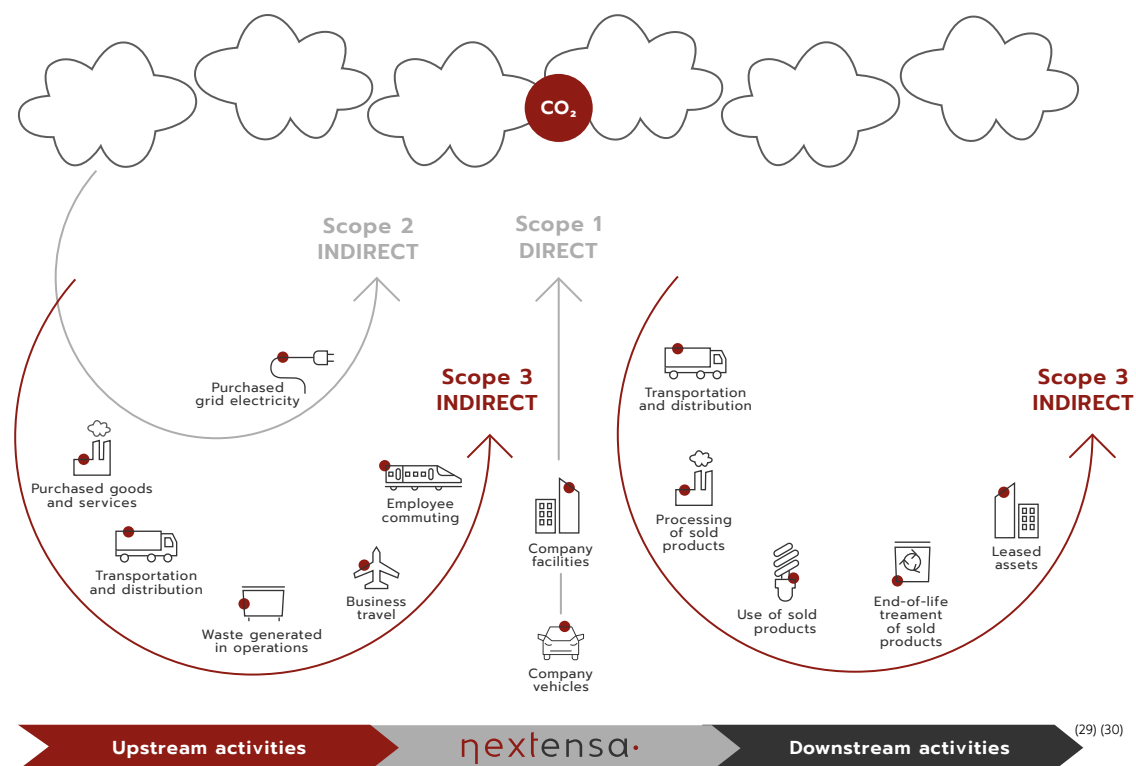 CO₂
Scope 2
INDIRECT
Scope 1
DIRECT
Purchased
grid electricity
Scope 3
INDIRECT
Purchased goods
and services
Transportation
and distribution
Waste generated
in operations
Business
travel
Employee
commuting
Company
facilities
Company
vehicles
Transportation
and distribution
Scope 3
INDIRECT
Processing
of sold
products
Use of sold
products
End-of-life
treament
of sold
products
Leased
assets
Upstream activities
nextensa.
Downstream activities
(29) (30)